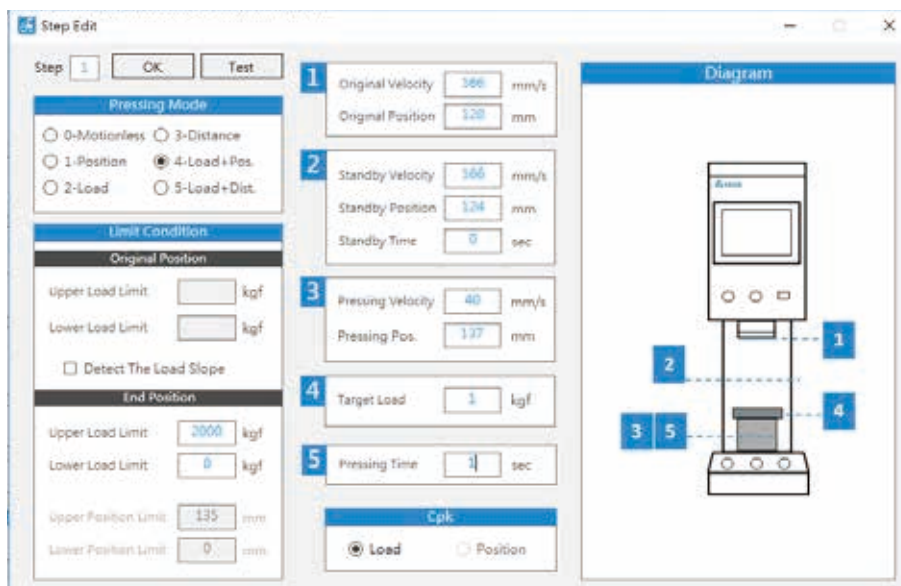 Step Edit
Step 1 OK Test
Pressing Mode
0-Motionless 3-Distance
1-Position 4-Load+Pos.
2-Load 5-Load+Dist.
Limit Condition
Original Position
Upper Load Limit kgf
Lower Load Limit kgf
Detect The Load Slope
End Position
Upper Load Limit 2000 kgf
Lower Load Limit 0 kgf
Upper Position Limit 135 mm
Lower Position Limit 0 mm
1
Original Velocity 166 mm/s
Original Position 120 mm
2
Standby Velocity 166 mm/s
Standby Position 124 mm
Standby Time 0 sec
3
Pressing Velocity 40 mm/s
Pressing Pos. 137 mm
4
Target Load 1 kgf
5
Pressing Time 1 sec
Cpk
Load Position
Diagram
1
2
4
3 5